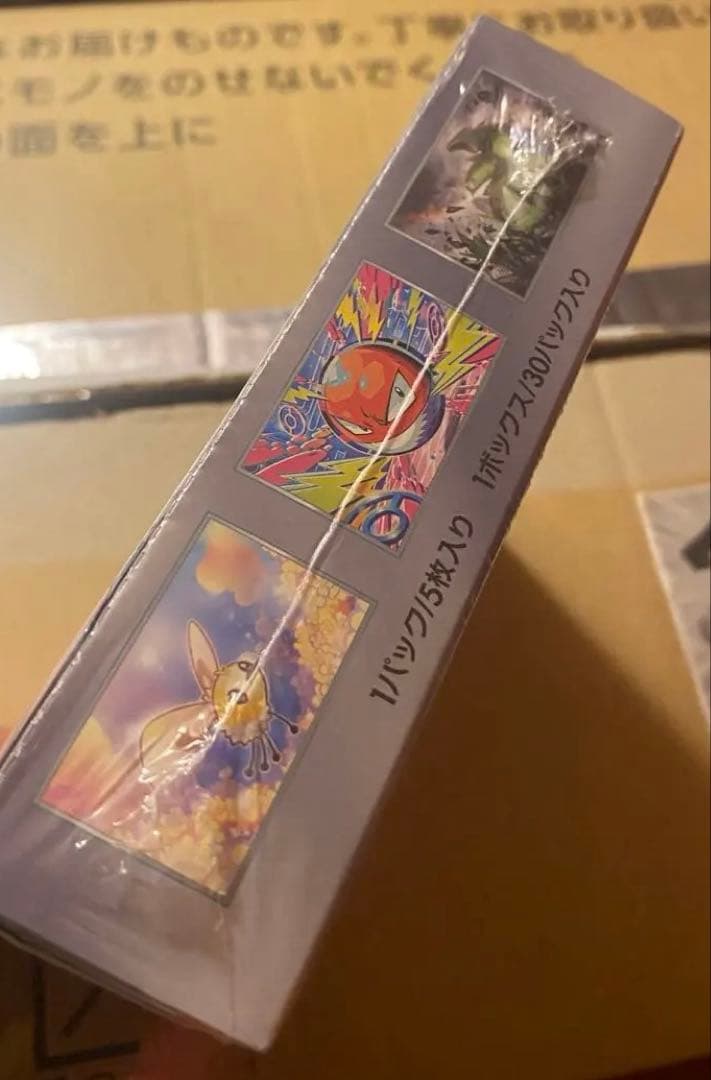 お届けものです。丁寧にお取り扱い
モノをのせないでく
面を上に
1ボックス/30パック入り
1パック/5枚入り